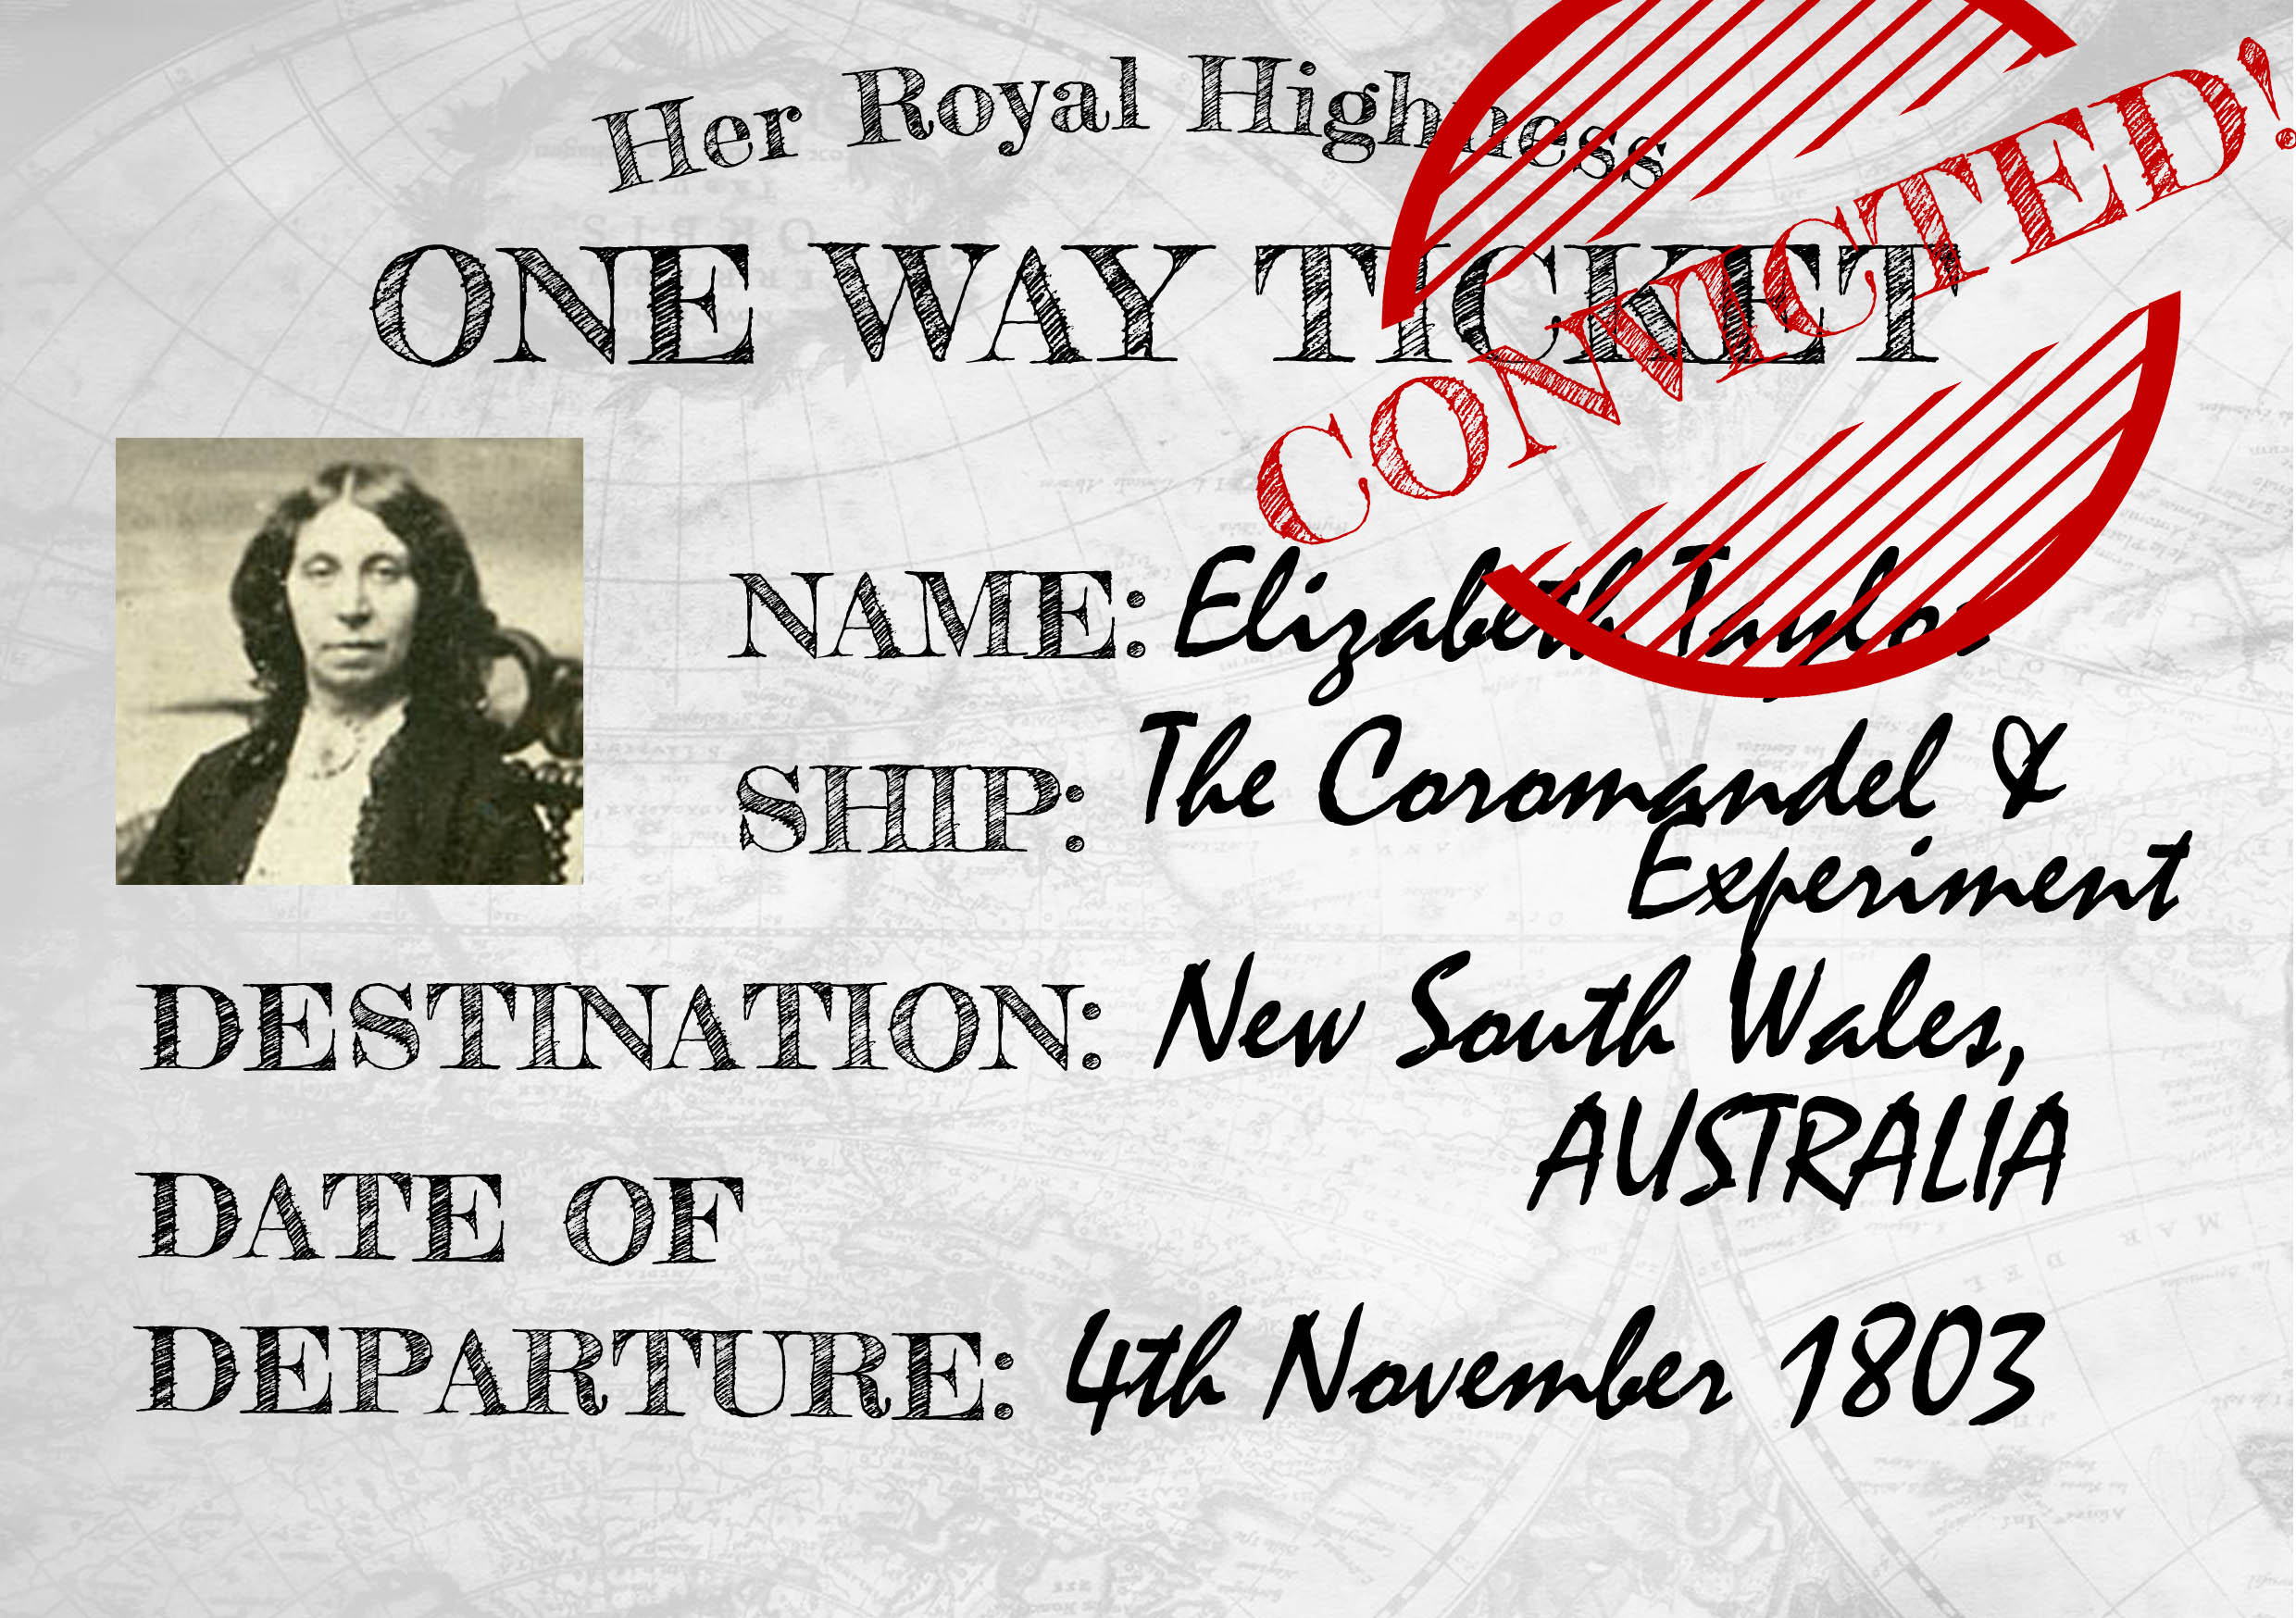 Her Royal Highness
ONE WAY TICKET
CONVICTED!
NAME: Elizabeth Taylor
SHIP: The Coromandel &
Experiment
DESTINATION: New South Wales,
AUSTRALIA
DATE OF
DEPARTURE: 4th November 1803